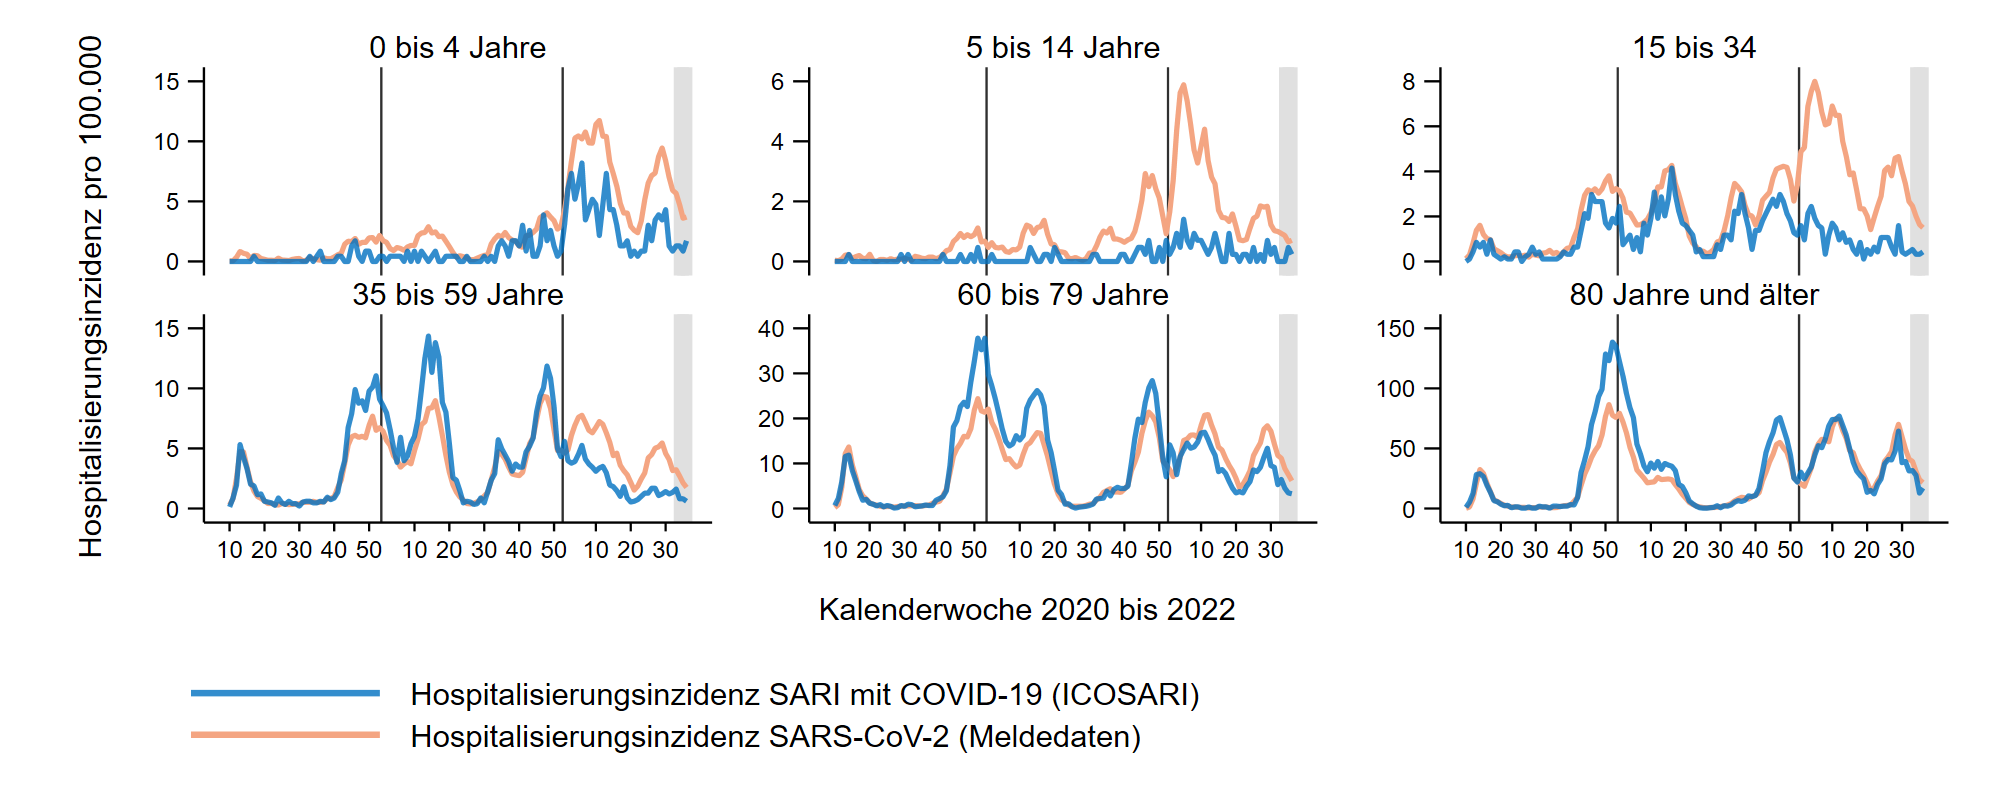 Hospitalisierungsinzidenz pro 100.000
0 bis 4 Jahre
15
10
5
0
5 bis 14 Jahre
6
4
2
0
15 bis 34
8
6
4
2
0
35 bis 59 Jahre
15
10
5
0
10 20 30 40 50 10 20 30 40 50 10 20 30
60 bis 79 Jahre
40
30
20
10
0
10 20 30 40 50 10 20 30 40 50 10 20 30
80 Jahre und älter
150
100
50
0
10 20 30 40 50 10 20 30 40 50 10 20 30
Kalenderwoche 2020 bis 2022
Hospitalisierungsinzidenz SARI mit COVID-19 (ICOSARI)
Hospitalisierungsinzidenz SARS-CoV-2 (Meldedaten)